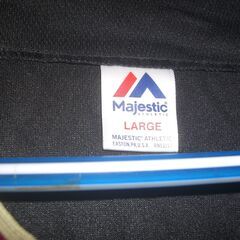 Majestic
ATHLETIC
LARGE
MAJESTIC ATHLETIC
EASTON, PA, U.S.A.